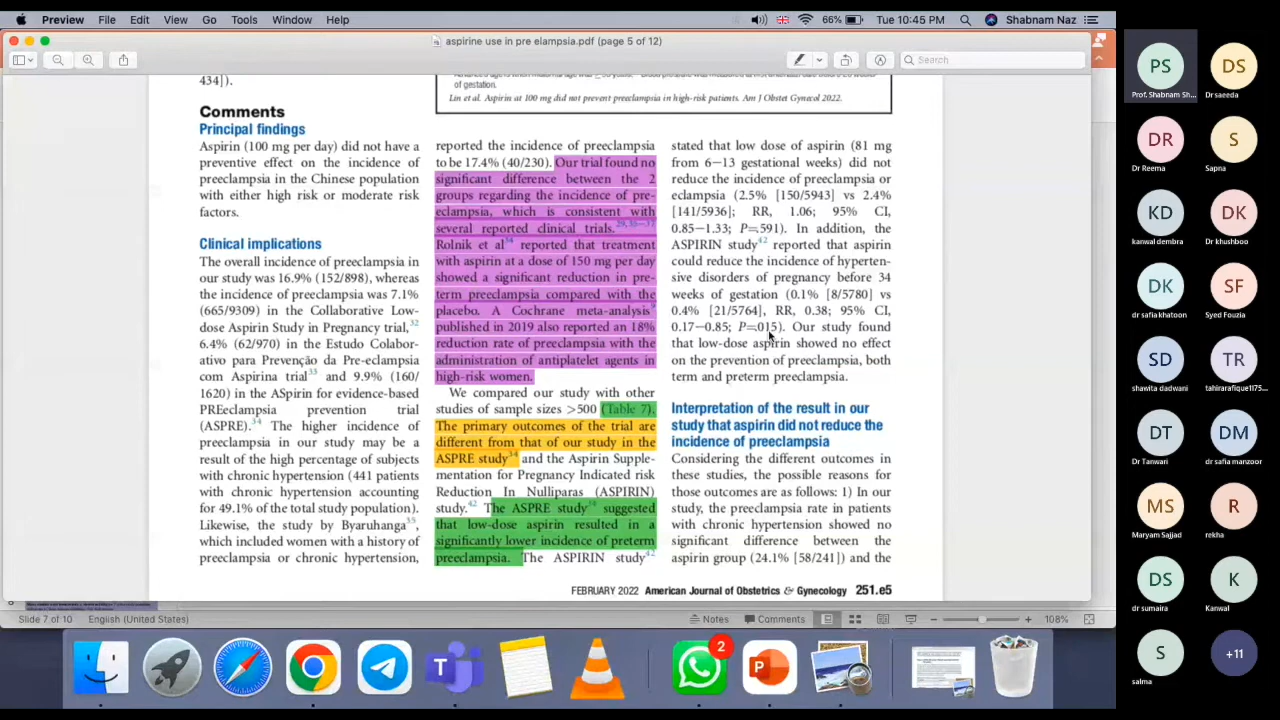 Preview File Edit View Go Tools Window Help
66% Tue 10:45 PM Shabnam Naz
aspirine use in pre elampsia.pdf (page 5 of 12)
Search
434]).
Comments
Principal findings
Aspirin (100 mg per day) did not have a
preventive effect on the incidence of
preeclampsia in the Chinese population
with either high risk or moderate risk
factors.
Clinical implications
The overall incidence of preeclampsia in
our study was 16.9% (152/898), whereas
the incidence of preeclampsia was 7.1%
(665/9309) in the Collaborative Low-
dose Aspirin Study in Pregnancy trial,32
6.4% (62/970) in the Estudo Colabor-
ativo para Prevenção da Pre-eclampsia
com Aspirina trial33 and 9.9% (160/
1620) in the ASpirin for evidence-based
PREeclampsia prevention trial
(ASPRE).34 The higher incidence of
preeclampsia in our study may be a
result of the high percentage of subjects
with chronic hypertension (441 patients
with chronic hypertension accounting
for 49.1% of the total study population).
Likewise, the study by Byaruhanga35,
which included women with a history of
preeclampsia or chronic hypertension,
of gestation.
Lin et al. Aspirin at 100 mg did not prevent preeclampsia in high-risk patients. Am J Obstet Gynecol 2022.
reported the incidence of preeclampsia
to be 17.4% (40/230). Our trial found no
significant difference between the 2
groups regarding the incidence of pre-
eclampsia, which is consistent with
several reported clinical trials.
Rolnik et al34 reported that treatment
with aspirin at a dose of 150 mg per day
showed a significant reduction in pre-
term preeclampsia compared with the
placebo. A Cochrane meta-analysis9
published in 2019 also reported an 18%
reduction rate of preeclampsia with the
administration of antiplatelet agents in
high-risk women.
We compared our study with other
studies of sample sizes >500 (Table 7).
The primary outcomes of the trial are
different from that of our study in the
ASPRE study34 and the Aspirin Supple-
mentation for Pregnancy Indicated risk
Reduction In Nulliparas (ASPIRIN)
study.42 The ASPRE study34 suggested
that low-dose aspirin resulted in a
significantly lower incidence of preterm
preeclampsia. The ASPIRIN study42
stated that low dose of aspirin (81 mg
from 6–13 gestational weeks) did not
reduce the incidence of preeclampsia or
eclampsia (2.5% [150/5943] vs 2.4%
[141/5936]; RR, 1.06; 95% CI,
0.85–1.33; P=.591). In addition, the
ASPIRIN study42 reported that aspirin
could reduce the incidence of hyperten-
sive disorders of pregnancy before 34
weeks of gestation (0.1% [8/5780] vs
0.4% [21/5764], RR, 0.38; 95% CI,
0.17–0.85; P=.015). Our study found
that low-dose aspirin showed no effect
on the prevention of preeclampsia, both
term and preterm preeclampsia.
Interpretation of the result in our
study that aspirin did not reduce the
incidence of preeclampsia
Considering the different outcomes in
these studies, the possible reasons for
those outcomes are as follows: 1) In our
study, the preeclampsia rate in patients
with chronic hypertension showed no
significant difference between the
aspirin group (24.1% [58/241]) and the
FEBRUARY 2022 American Journal of Obstetrics & Gynecology 251.e5
Slide 7 of 10 English (United States) Notes Comments 108%
2
PS DS
Prof. Shabnam Sh... Dr saeeda
DR S
Dr Reema Sapna
KD DK
kanwal dembra Dr khushboo
DK SF
dr safia khatoon Syed Fouzia
SD TR
shawita dadwani tahirarafique1175...
DT DM
Dr Tanwari dr safia manzoor
MS R
Maryam Sajjad rekha
DS K
dr sumaira Kanwal
S +11
salma